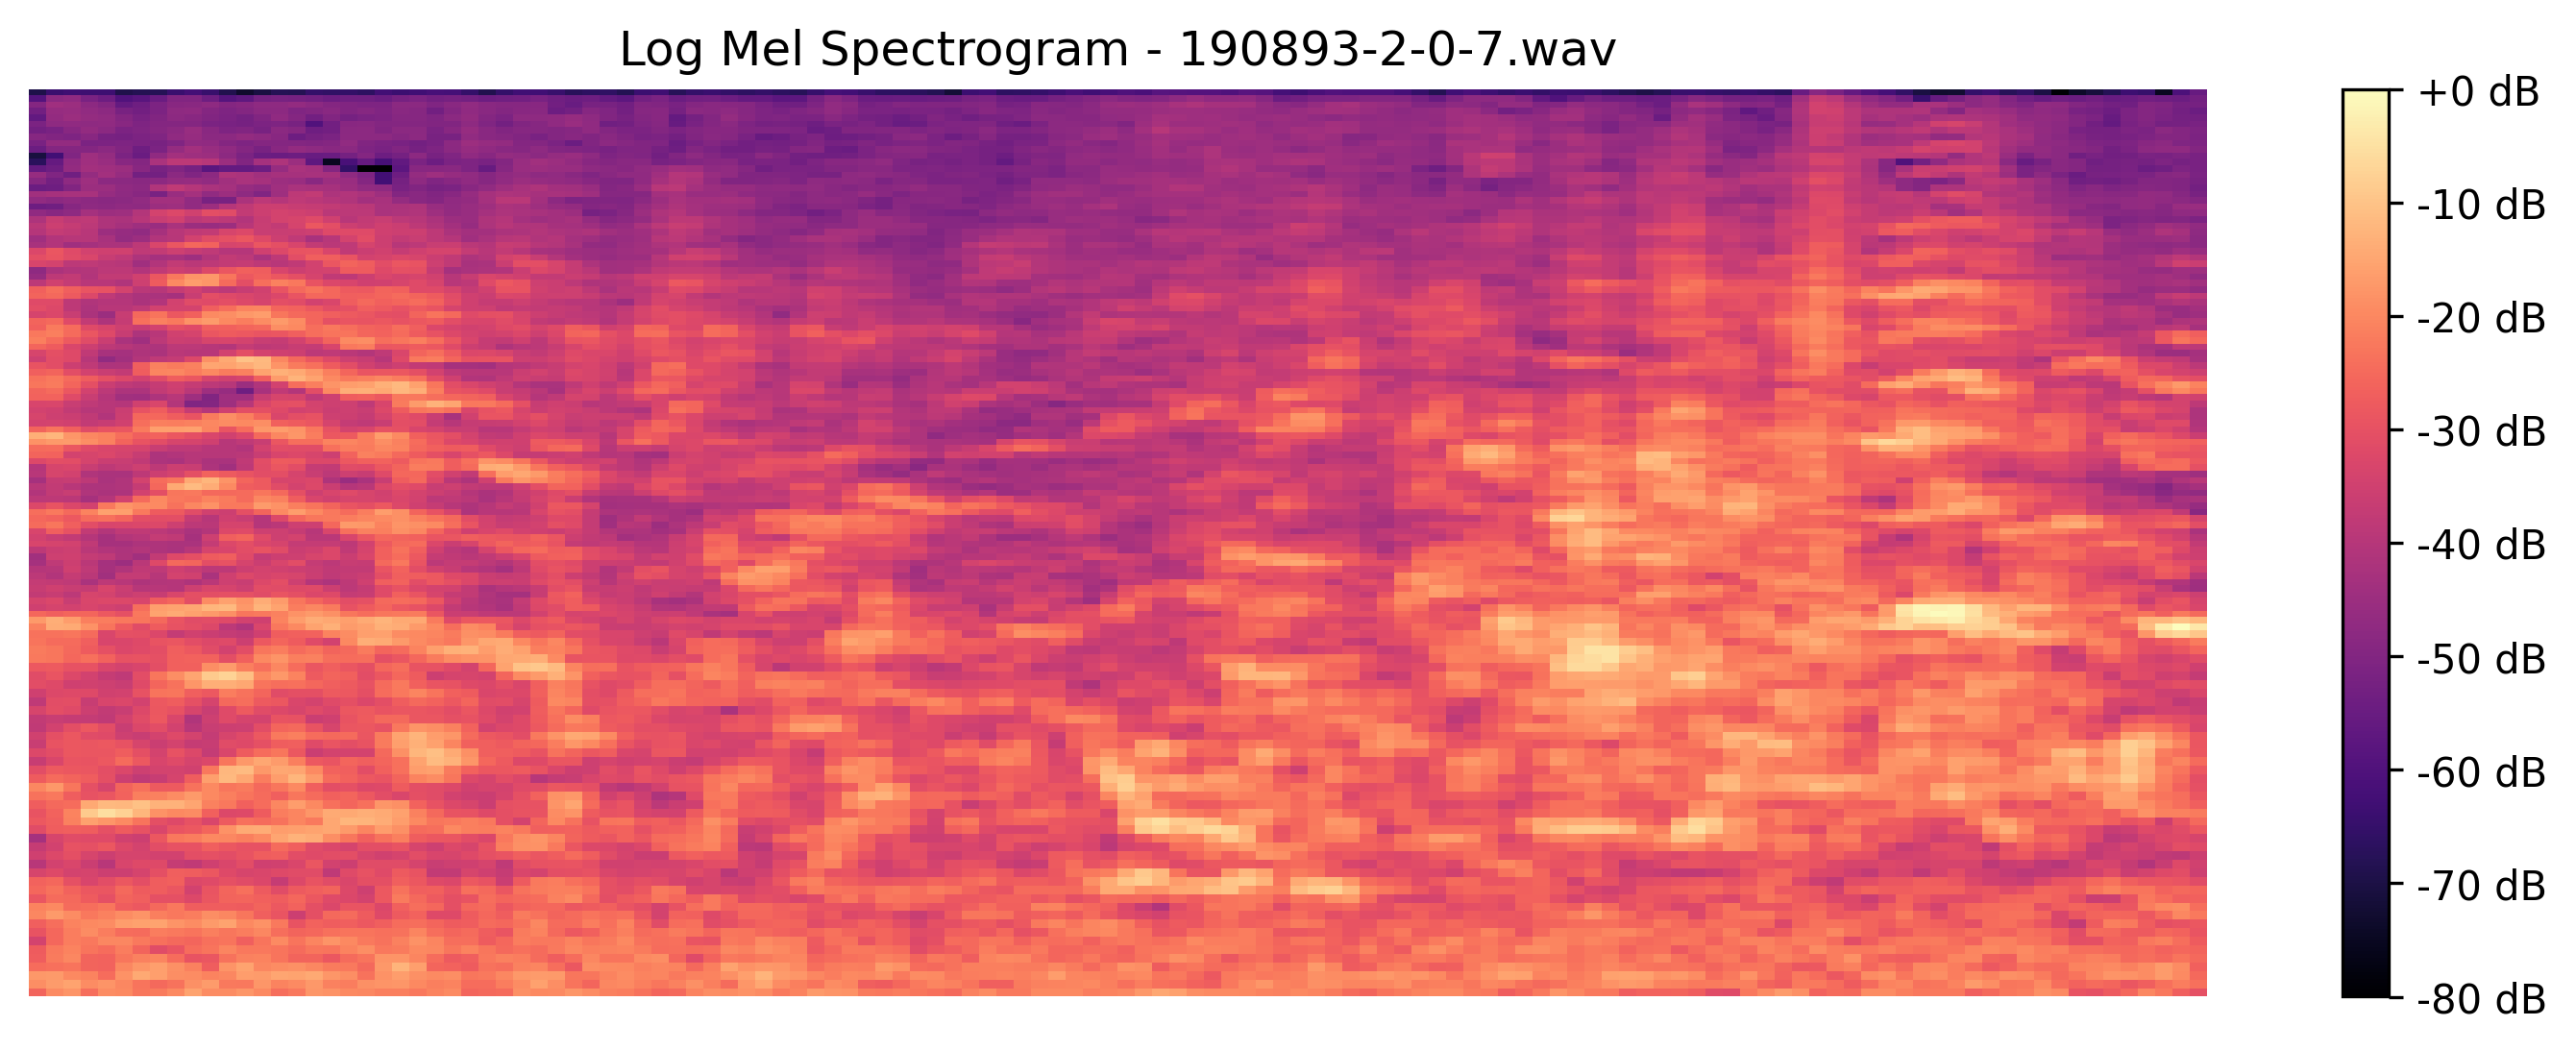 Log Mel Spectrogram - 190893-2-0-7.wav
+0 dB
-10 dB
-20 dB
-30 dB
-40 dB
-50 dB
-60 dB
-70 dB
-80 dB